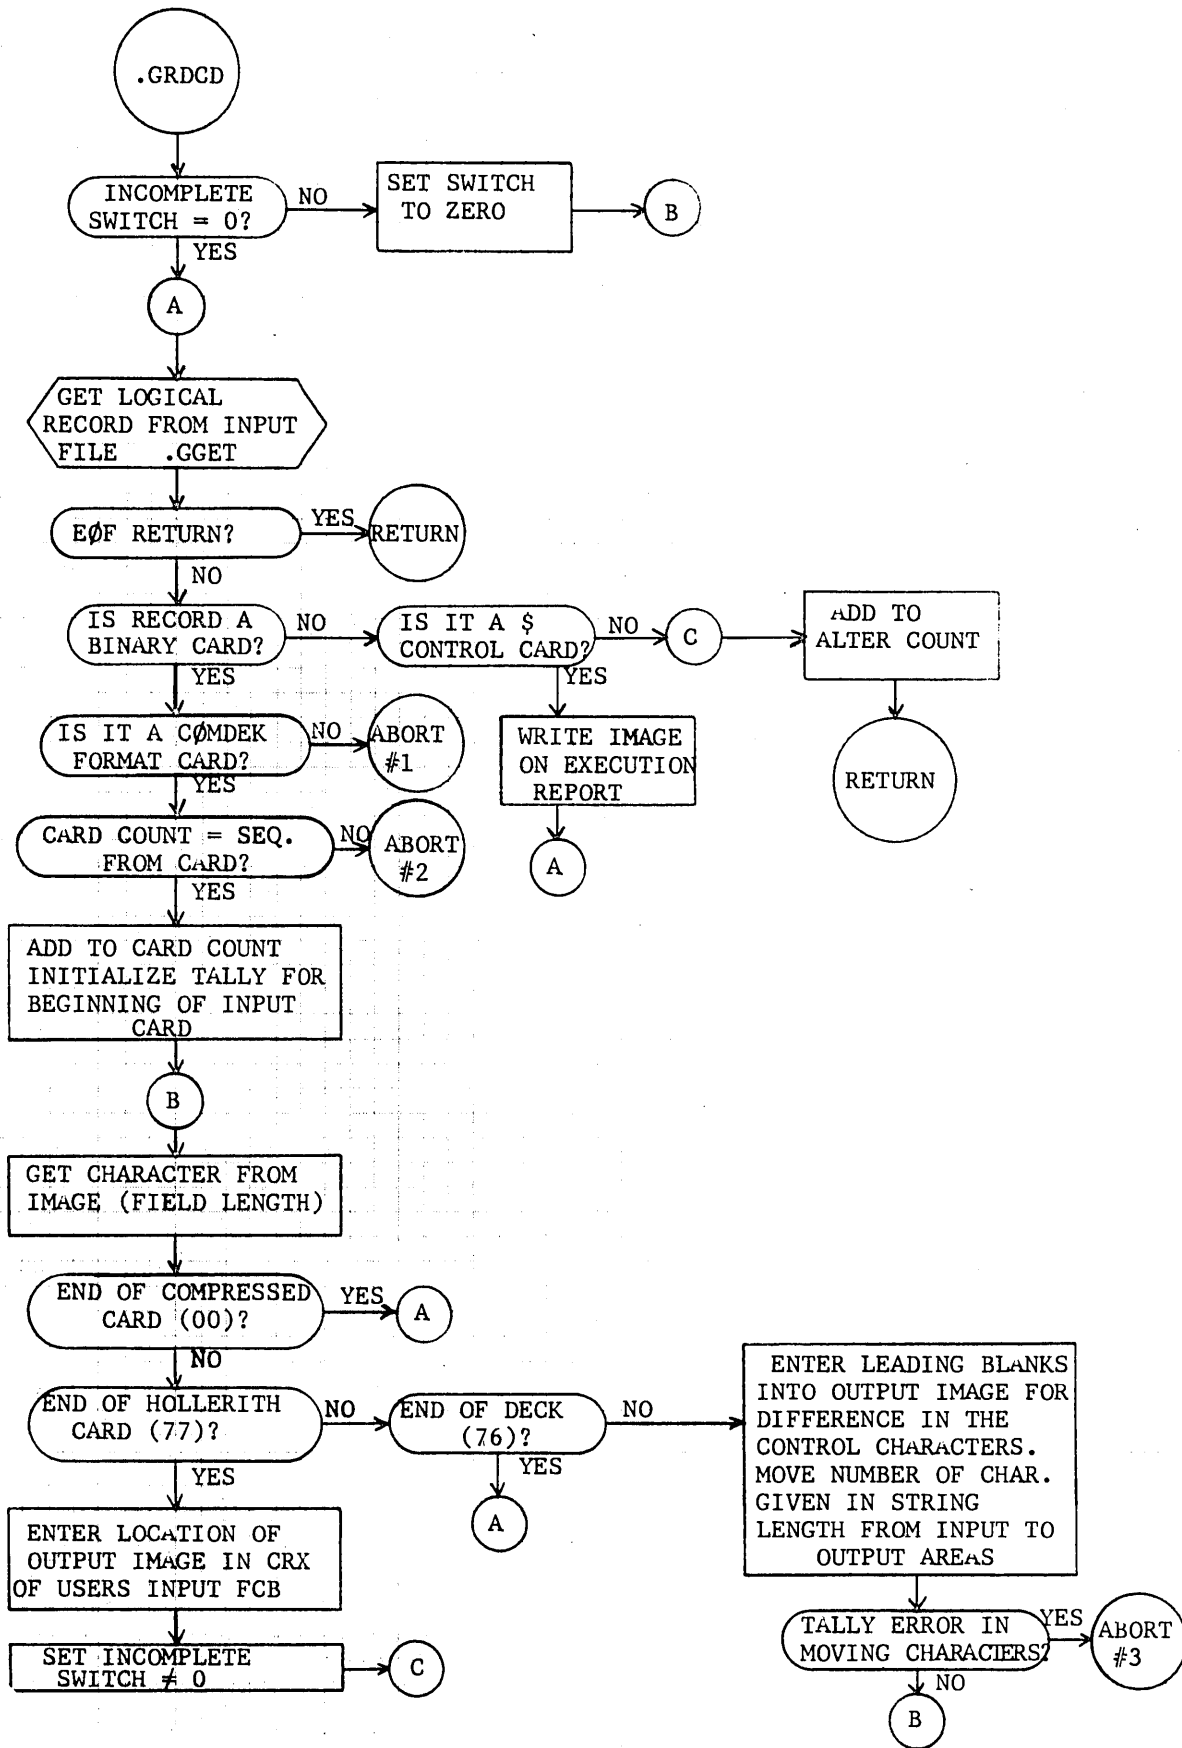 .GRDCD
INCOMPLETE
SWITCH = 0?
NO
SET SWITCH
TO ZERO
B
YES
A
GET LOGICAL
RECORD FROM INPUT
FILE .GGET
EØF RETURN?
YES
RETURN
NO
IS RECORD A
BINARY CARD?
NO
IS IT A $
CONTROL CARD?
NO
C
ADD TO
ALTER COUNT
RETURN
YES
WRITE IMAGE
ON EXECUTION
REPORT
A
YES
IS IT A CØMDEK
FORMAT CARD?
NO
ABORT
#1
YES
CARD COUNT = SEQ.
FROM CARD?
NO
ABORT
#2
YES
ADD TO CARD COUNT
INITIALIZE TALLY FOR
BEGINNING OF INPUT
CARD
B
GET CHARACTER FROM
IMAGE (FIELD LENGTH)
END OF COMPRESSED
CARD (00)?
YES
A
NO
END OF HOLLERITH
CARD (77)?
NO
END OF DECK
(76)?
NO
ENTER LEADING BLANKS
INTO OUTPUT IMAGE FOR
DIFFERENCE IN THE
CONTROL CHARACTERS.
MOVE NUMBER OF CHAR.
GIVEN IN STRING
LENGTH FROM INPUT TO
OUTPUT AREAS
YES
A
YES
ENTER LOCATION OF
OUTPUT IMAGE IN CRX
OF USERS INPUT FCB
SET INCOMPLETE
SWITCH ≠ 0
C
TALLY ERROR IN
MOVING CHARACTERS?
YES
ABORT
#3
NO
B